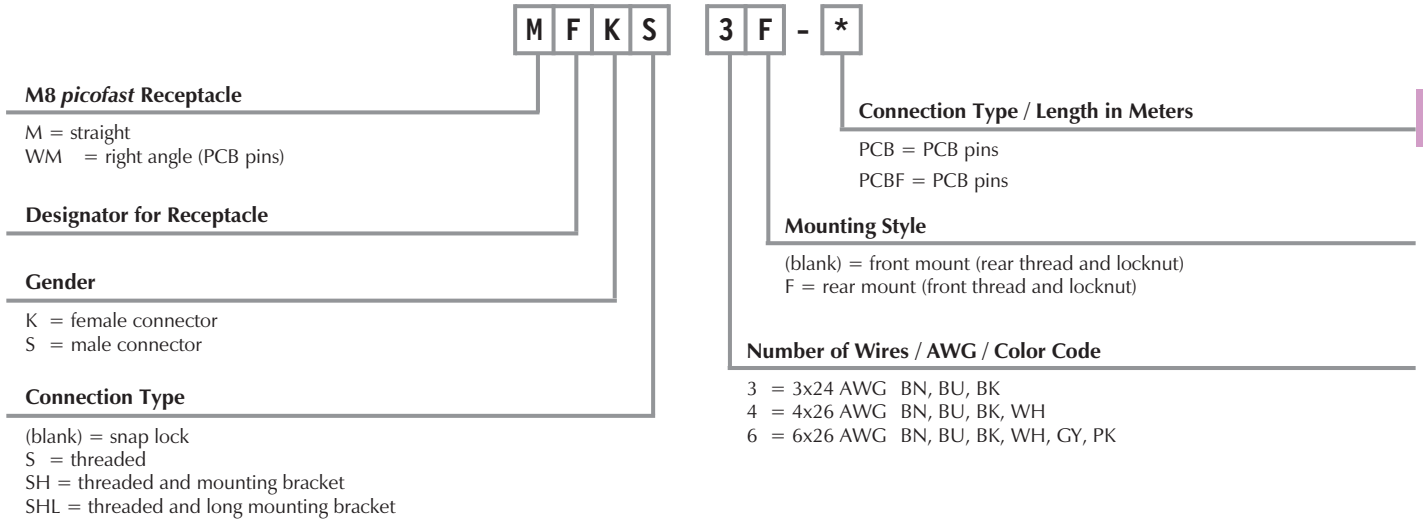 M F K S 3 F - *
M8 picofast Receptacle
M = straight
WM = right angle (PCB pins)
Designator for Receptacle
Gender
K = female connector
S = male connector
Connection Type
(blank) = snap lock
S = threaded
SH = threaded and mounting bracket
SHL = threaded and long mounting bracket
Connection Type / Length in Meters
PCB = PCB pins
PCBF = PCB pins
Mounting Style
(blank) = front mount (rear thread and locknut)
F = rear mount (front thread and locknut)
Number of Wires / AWG / Color Code
3 = 3x24 AWG BN, BU, BK
4 = 4x26 AWG BN, BU, BK, WH
6 = 6x26 AWG BN, BU, BK, WH, GY, PK